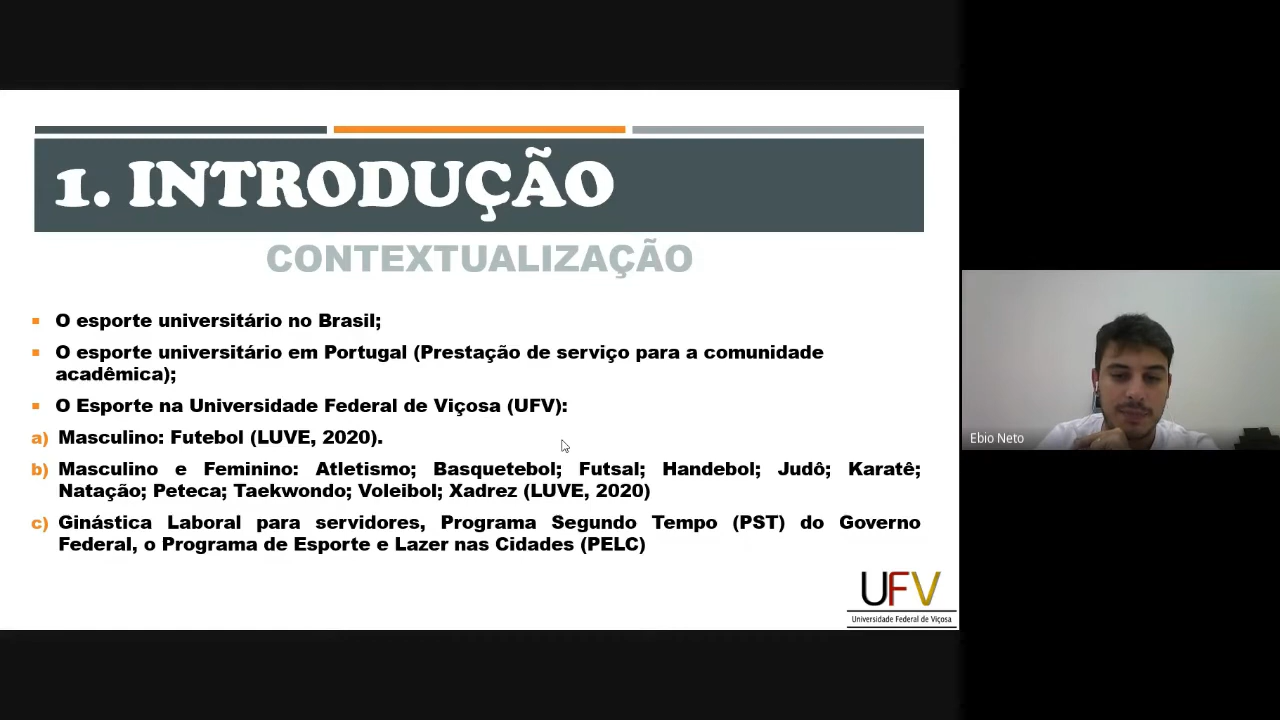 1. INTRODUÇÃO
CONTEXTUALIZAÇÃO
▪ O esporte universitário no Brasil;
▪ O esporte universitário em Portugal (Prestação de serviço para a comunidade
acadêmica);
▪ O Esporte na Universidade Federal de Viçosa (UFV):
a) Masculino: Futebol (LUVE, 2020).
b) Masculino e Feminino: Atletismo; Basquetebol; Futsal; Handebol; Judô; Karatê;
Natação; Peteca; Taekwondo; Voleibol; Xadrez (LUVE, 2020)
c) Ginástica Laboral para servidores, Programa Segundo Tempo (PST) do Governo
Federal, o Programa de Esporte e Lazer nas Cidades (PELC)
UFV
Universidade Federal de Viçosa
Ebio Neto